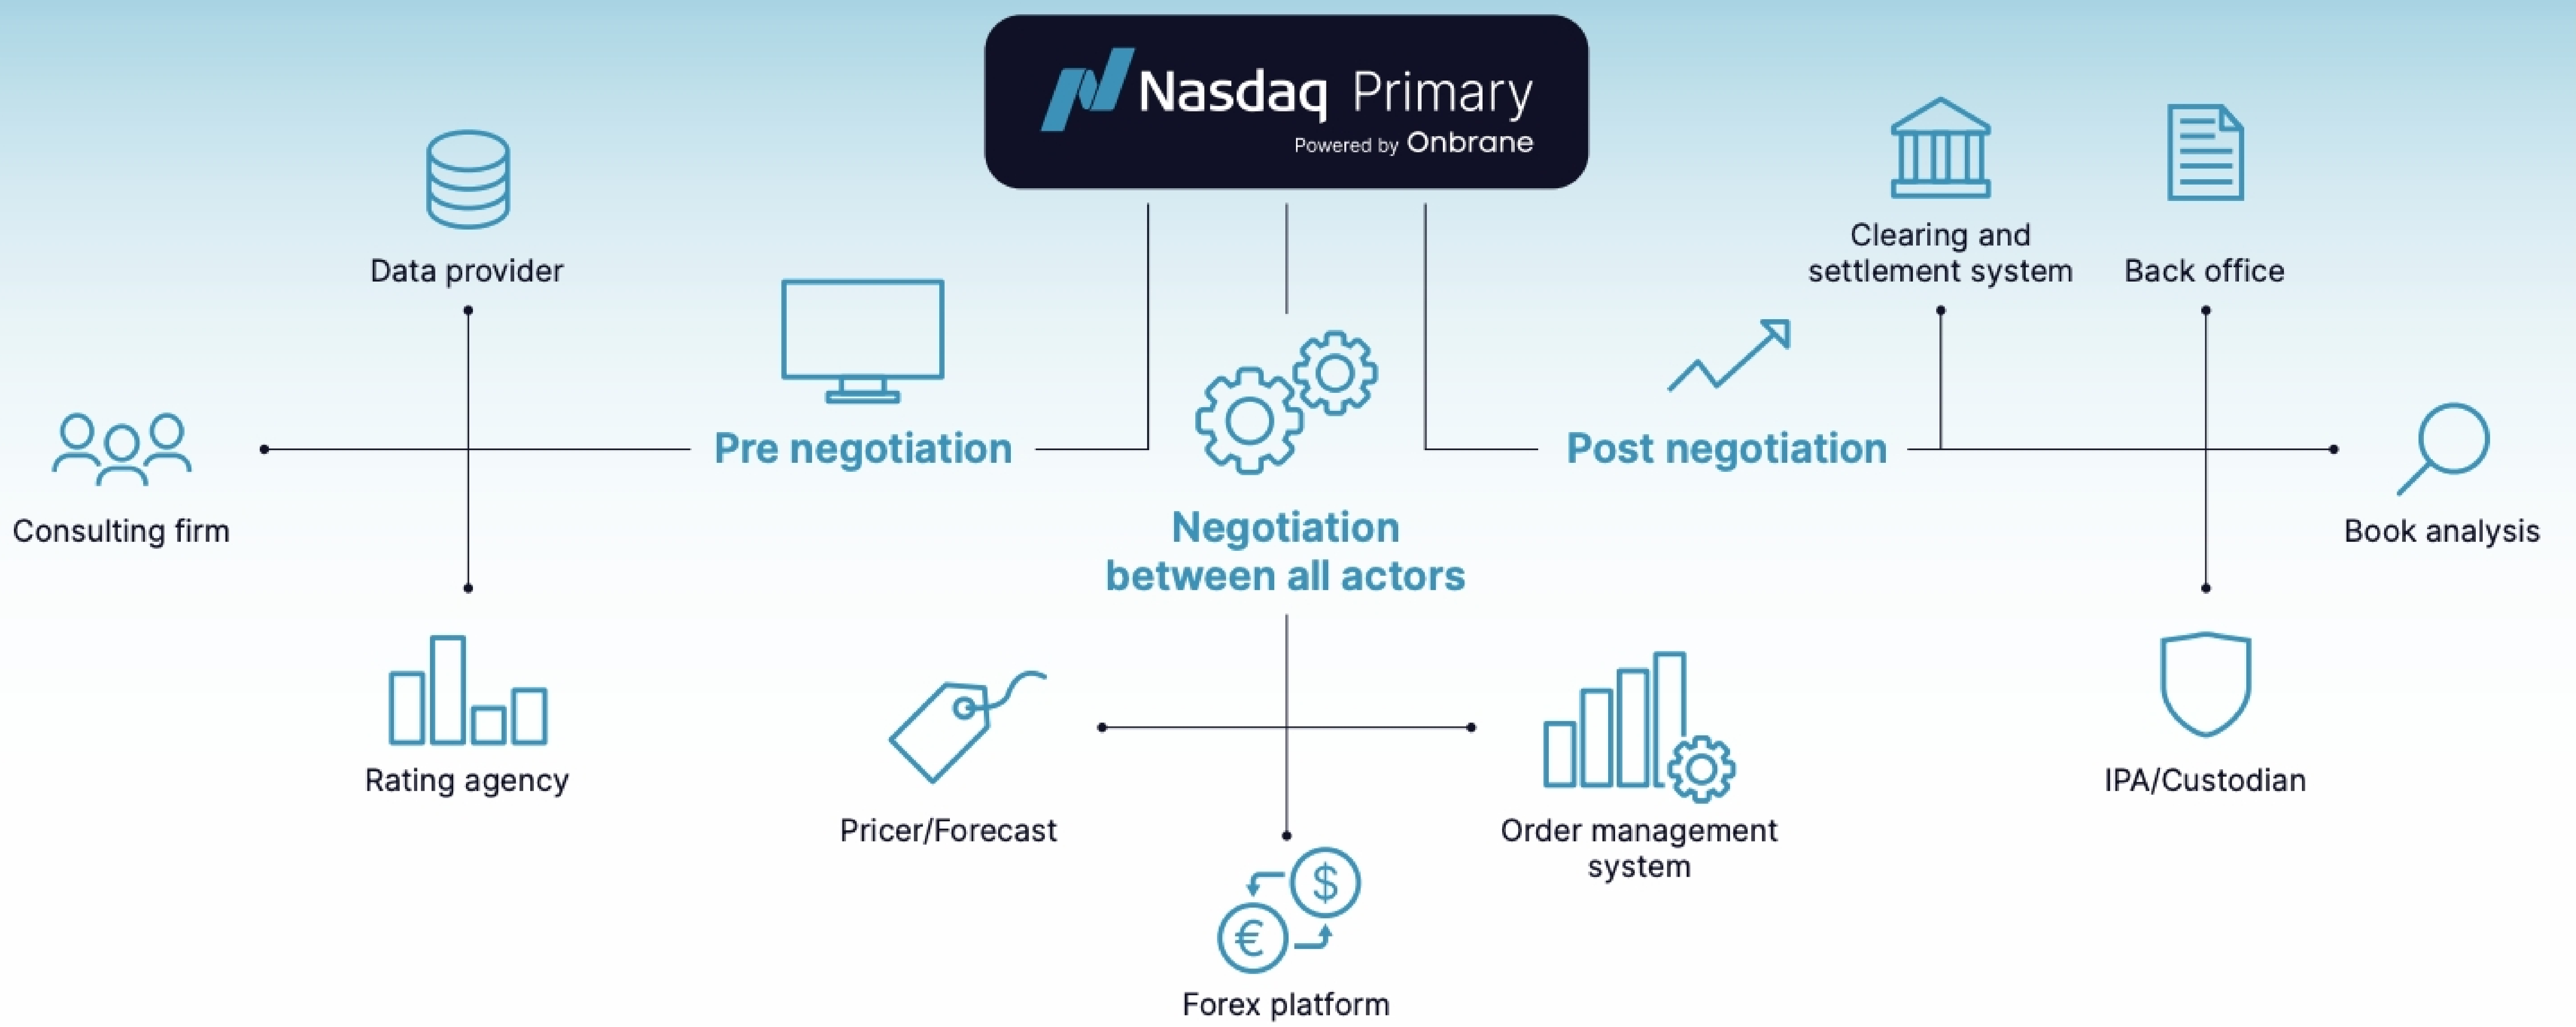 Nasdaq Primary
Powered by Onbrane
Data provider
Clearing and
settlement system
Back office
Pre negotiation
Post negotiation
Consulting firm
Negotiation
between all actors
Book analysis
Rating agency
Pricer/Forecast
Order management
system
IPA/Custodian
$
€
Forex platform